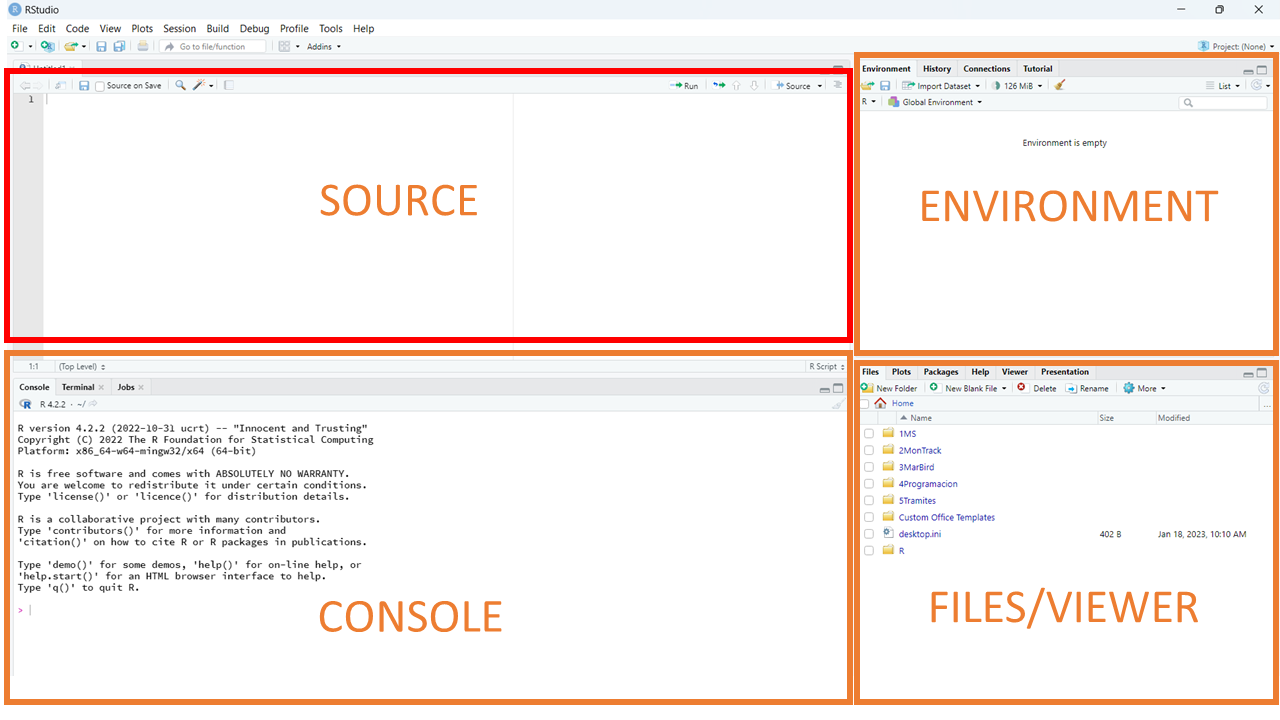 RStudio
File Edit Code View Plots Session Build Debug Profile Tools Help
Go to file/function Addins Project: (None)
Source on Save Run Source
1
SOURCE
1:1 (Top Level) R Script
Console Terminal Jobs
R 4.2.2 · ~/
R version 4.2.2 (2022-10-31 ucrt) -- "Innocent and Trusting"
Copyright (C) 2022 The R Foundation for Statistical Computing
Platform: x86_64-w64-mingw32/x64 (64-bit)
R is free software and comes with ABSOLUTELY NO WARRANTY.
You are welcome to redistribute it under certain conditions.
Type 'license()' or 'licence()' for distribution details.
R is a collaborative project with many contributors.
Type 'contributors()' for more information and
'citation()' on how to cite R or R packages in publications.
Type 'demo()' for some demos, 'help()' for on-line help, or
'help.start()' for an HTML browser interface to help.
Type 'q()' to quit R.
>
CONSOLE
Environment History Connections Tutorial
Import Dataset 126 MiB List
R Global Environment
Environment is empty
ENVIRONMENT
Files Plots Packages Help Viewer Presentation
New Folder New Blank File Delete Rename More
Home ...
Name Size Modified
1MS
2MonTrack
3MarBird
4Programacion
5Tramites
Custom Office Templates
desktop.ini 402 B Jan 18, 2023, 10:10 AM
R
FILES/VIEWER